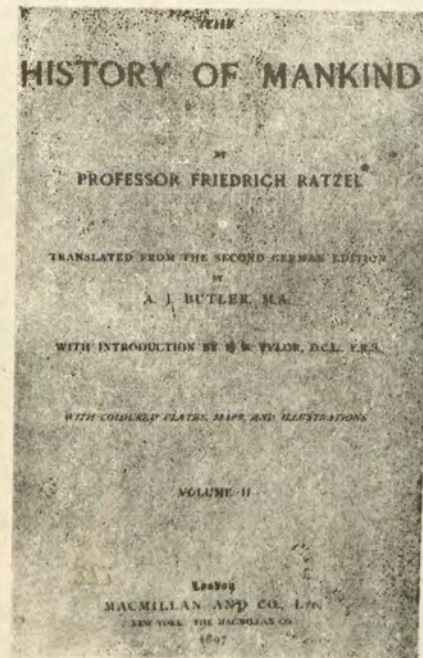 THE
HISTORY OF MANKIND
BY
PROFESSOR FRIEDRICH RATZEL
TRANSLATED FROM THE SECOND GERMAN EDITION
BY
A. J. BUTLER, M.A.
WITH INTRODUCTION BY E. B. TYLOR, D.C.L., F.R.S.
WITH COLOURED PLATES, MAPS, AND ILLUSTRATIONS
VOLUME II
London
MACMILLAN AND CO., LTD.
NEW YORK: THE MACMILLAN CO.
1897